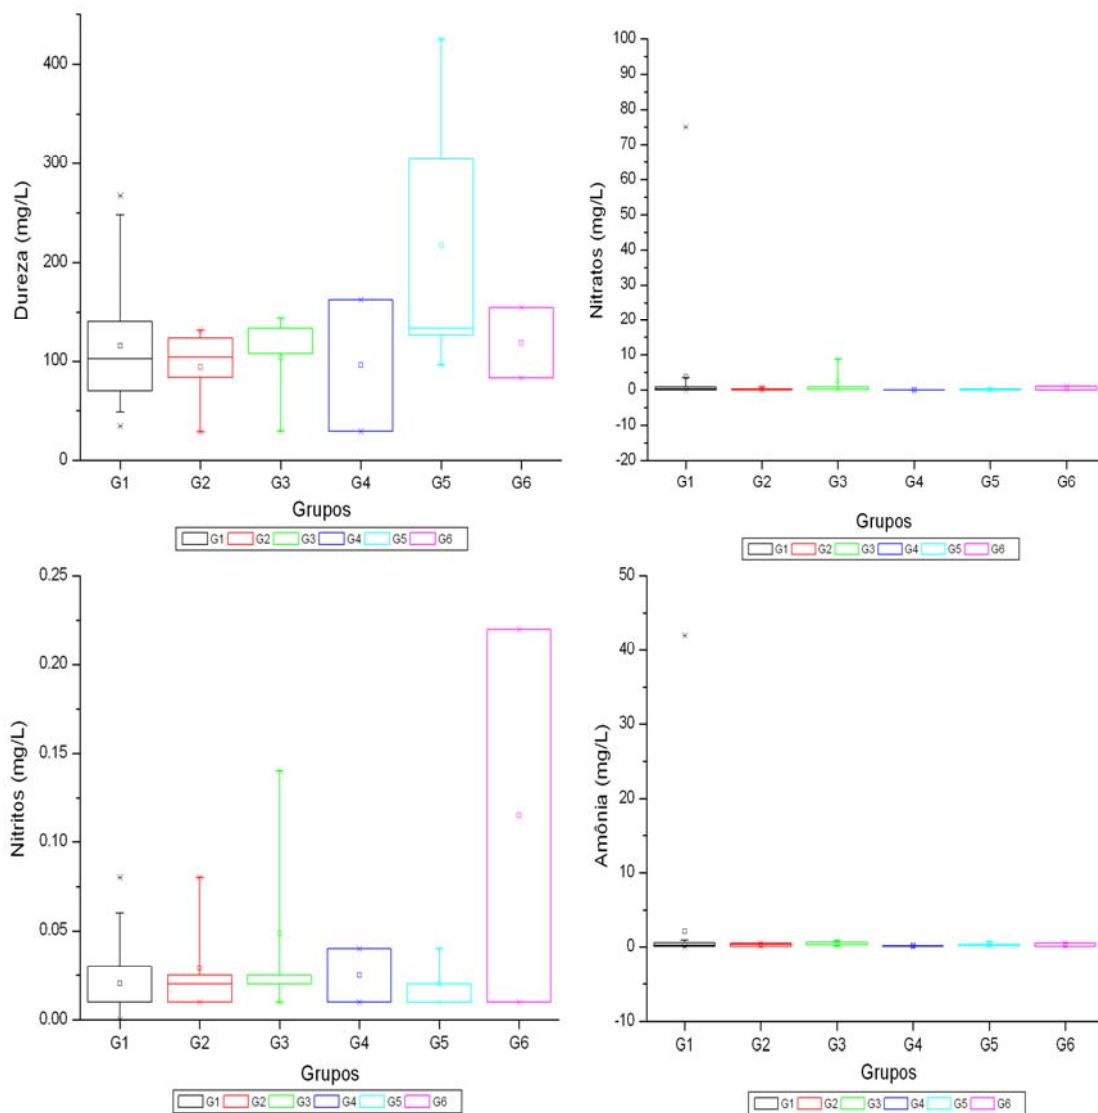 Dureza (mg/L)
400
300
200
100
0
G1 G2 G3 G4 G5 G6
Grupos
G1 G2 G3 G4 G5 G6
Nitratos (mg/L)
100
90
80
70
60
50
40
30
20
10
0
-10
-20
G1 G2 G3 G4 G5 G6
Grupos
G1 G2 G3 G4 G5 G6
Nitritos (mg/L)
0.25
0.20
0.15
0.10
0.05
0.00
G1 G2 G3 G4 G5 G6
Grupos
G1 G2 G3 G4 G5 G6
Amônia (mg/L)
50
40
30
20
10
0
-10
G1 G2 G3 G4 G5 G6
Grupos
G1 G2 G3 G4 G5 G6